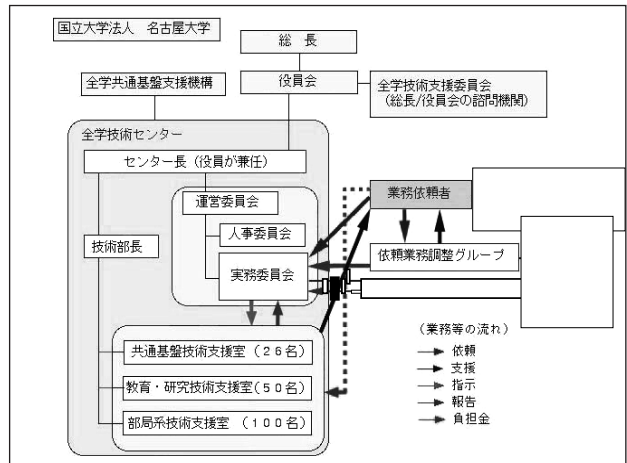 国立大学法人 名古屋大学
総 長
全学共通基盤支援機構
役員会
全学技術支援委員会
(総長/役員会の諮問機関)
全学技術センター
センター長(役員が兼任)
運営委員会
業務依頼者
人事委員会
技術部長
依頼業務調整グループ
実務委員会
共通基盤技術支援室(26名)
教育・研究技術支援室(50名)
部局系技術支援室 (100名)
(業務等の流れ)
依頼
支援
指示
報告
負担金